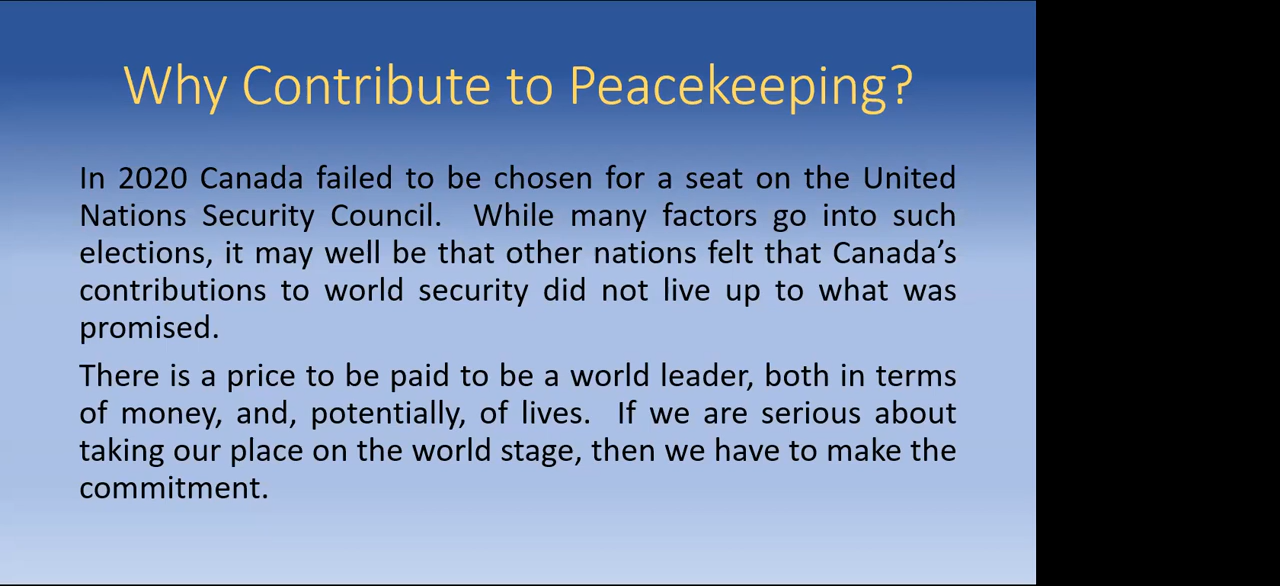 Why Contribute to Peacekeeping?
In 2020 Canada failed to be chosen for a seat on the United
Nations Security Council.  While many factors go into such
elections, it may well be that other nations felt that Canada’s
contributions to world security did not live up to what was
promised.
There is a price to be paid to be a world leader, both in terms
of money, and, potentially, of lives.  If we are serious about
taking our place on the world stage, then we have to make the
commitment.